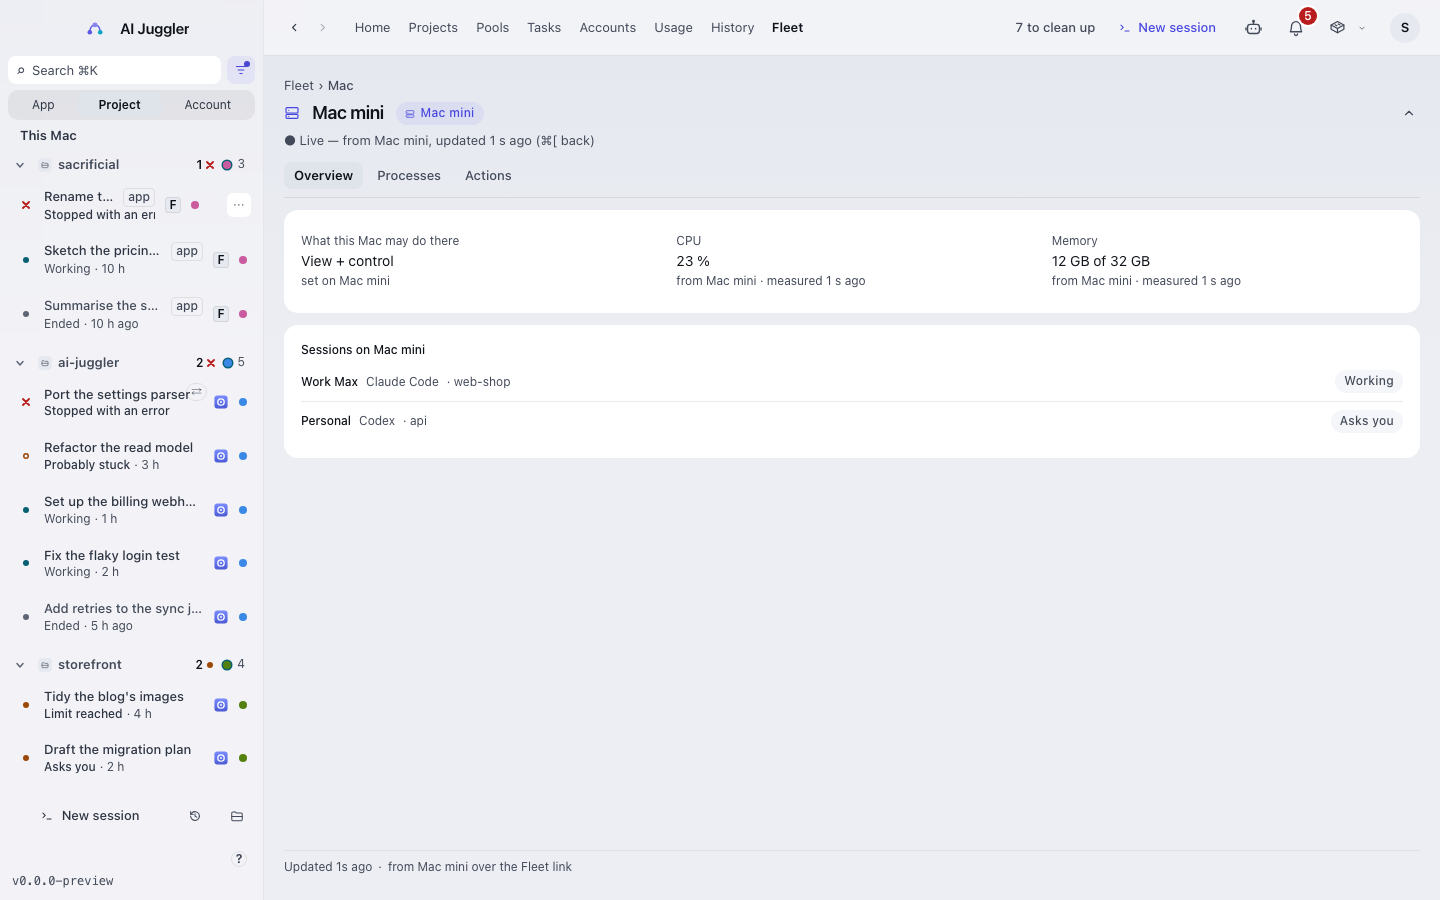 AI Juggler
Search ⌘K
App Project Account
This Mac
sacrificial 1 3
Rename t... app F
Stopped with an err
Sketch the pricin... app F
Working · 10 h
Summarise the s... app F
Ended · 10 h ago
ai-juggler 2 5
Port the settings parser
Stopped with an error
Refactor the read model
Probably stuck · 3 h
Set up the billing webh...
Working · 1 h
Fix the flaky login test
Working · 2 h
Add retries to the sync j...
Ended · 5 h ago
storefront 2 4
Tidy the blog's images
Limit reached · 4 h
Draft the migration plan
Asks you · 2 h
New session
?
v0.0.0-preview
Home Projects Pools Tasks Accounts Usage History Fleet
7 to clean up New session 5 S
Fleet › Mac
Mac mini Mac mini
Live — from Mac mini, updated 1 s ago (⌘[ back)
Overview Processes Actions
What this Mac may do there
View + control
set on Mac mini
CPU
23 %
from Mac mini · measured 1 s ago
Memory
12 GB of 32 GB
from Mac mini · measured 1 s ago
Sessions on Mac mini
Work Max Claude Code · web-shop Working
Personal Codex · api Asks you
Updated 1s ago · from Mac mini over the Fleet link